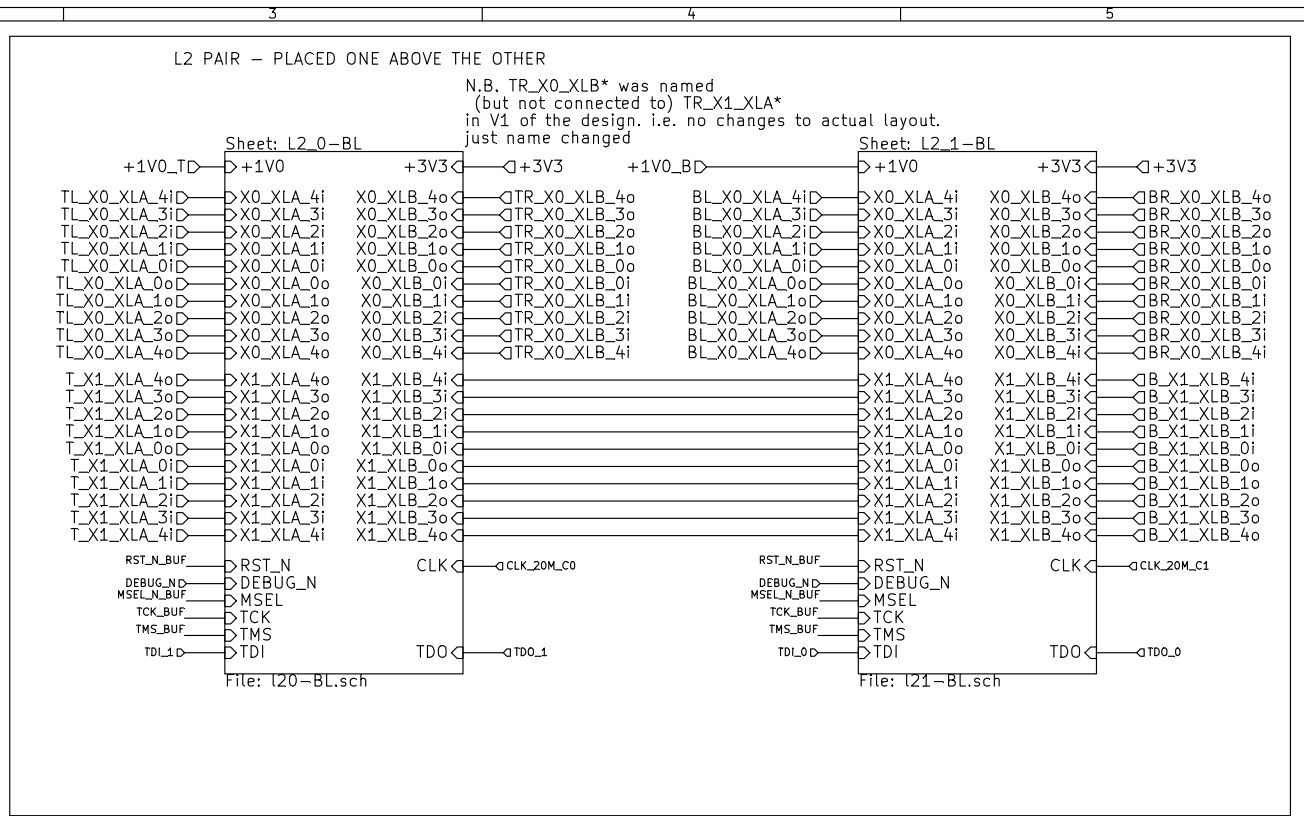 3 4 5
L2 PAIR – PLACED ONE ABOVE THE OTHER
N.B. TR_X0_XLB* was named
(but not connected to) TR_X1_XLA*
in V1 of the design. i.e. no changes to actual layout.
just name changed
Sheet: L2_0–BL Sheet: L2_1–BL
+1V0_T +1V0 +3V3 +3V3 +1V0_B +1V0 +3V3 +3V3
TL_X0_XLA_4i X0_XLA_4i X0_XLB_4o TR_X0_XLB_4o BL_X0_XLA_4i X0_XLA_4i X0_XLB_4o BR_X0_XLB_4o
TL_X0_XLA_3i X0_XLA_3i X0_XLB_3o TR_X0_XLB_3o BL_X0_XLA_3i X0_XLA_3i X0_XLB_3o BR_X0_XLB_3o
TL_X0_XLA_2i X0_XLA_2i X0_XLB_2o TR_X0_XLB_2o BL_X0_XLA_2i X0_XLA_2i X0_XLB_2o BR_X0_XLB_2o
TL_X0_XLA_1i X0_XLA_1i X0_XLB_1o TR_X0_XLB_1o BL_X0_XLA_1i X0_XLA_1i X0_XLB_1o BR_X0_XLB_1o
TL_X0_XLA_0i X0_XLA_0i X0_XLB_0o TR_X0_XLB_0o BL_X0_XLA_0i X0_XLA_0i X0_XLB_0o BR_X0_XLB_0o
TL_X0_XLA_0o X0_XLA_0o X0_XLB_0i TR_X0_XLB_0i BL_X0_XLA_0o X0_XLA_0o X0_XLB_0i BR_X0_XLB_0i
TL_X0_XLA_1o X0_XLA_1o X0_XLB_1i TR_X0_XLB_1i BL_X0_XLA_1o X0_XLA_1o X0_XLB_1i BR_X0_XLB_1i
TL_X0_XLA_2o X0_XLA_2o X0_XLB_2i TR_X0_XLB_2i BL_X0_XLA_2o X0_XLA_2o X0_XLB_2i BR_X0_XLB_2i
TL_X0_XLA_3o X0_XLA_3o X0_XLB_3i TR_X0_XLB_3i BL_X0_XLA_3o X0_XLA_3o X0_XLB_3i BR_X0_XLB_3i
TL_X0_XLA_4o X0_XLA_4o X0_XLB_4i TR_X0_XLB_4i BL_X0_XLA_4o X0_XLA_4o X0_XLB_4i BR_X0_XLB_4i
T_X1_XLA_4o X1_XLA_4o X1_XLB_4i X1_XLA_4o X1_XLB_4i B_X1_XLB_4i
T_X1_XLA_3o X1_XLA_3o X1_XLB_3i X1_XLA_3o X1_XLB_3i B_X1_XLB_3i
T_X1_XLA_2o X1_XLA_2o X1_XLB_2i X1_XLA_2o X1_XLB_2i B_X1_XLB_2i
T_X1_XLA_1o X1_XLA_1o X1_XLB_1i X1_XLA_1o X1_XLB_1i B_X1_XLB_1i
T_X1_XLA_0o X1_XLA_0o X1_XLB_0i X1_XLA_0o X1_XLB_0i B_X1_XLB_0i
T_X1_XLA_0i X1_XLA_0i X1_XLB_0o X1_XLA_0i X1_XLB_0o B_X1_XLB_0o
T_X1_XLA_1i X1_XLA_1i X1_XLB_1o X1_XLA_1i X1_XLB_1o B_X1_XLB_1o
T_X1_XLA_2i X1_XLA_2i X1_XLB_2o X1_XLA_2i X1_XLB_2o B_X1_XLB_2o
T_X1_XLA_3i X1_XLA_3i X1_XLB_3o X1_XLA_3i X1_XLB_3o B_X1_XLB_3o
T_X1_XLA_4i X1_XLA_4i X1_XLB_4o X1_XLA_4i X1_XLB_4o B_X1_XLB_4o
RST_N_BUF RST_N CLK CLK_20M_C0 RST_N_BUF RST_N CLK CLK_20M_C1
DEBUG_N DEBUG_N DEBUG_N DEBUG_N
MSEL_N_BUF MSEL MSEL_N_BUF MSEL
TCK_BUF TCK TCK_BUF TCK
TMS_BUF TMS TMS_BUF TMS
TDI_1 TDI TDO TDO_1 TDI_0 TDI TDO TDO_0
File: l20–BL.sch File: l21–BL.sch